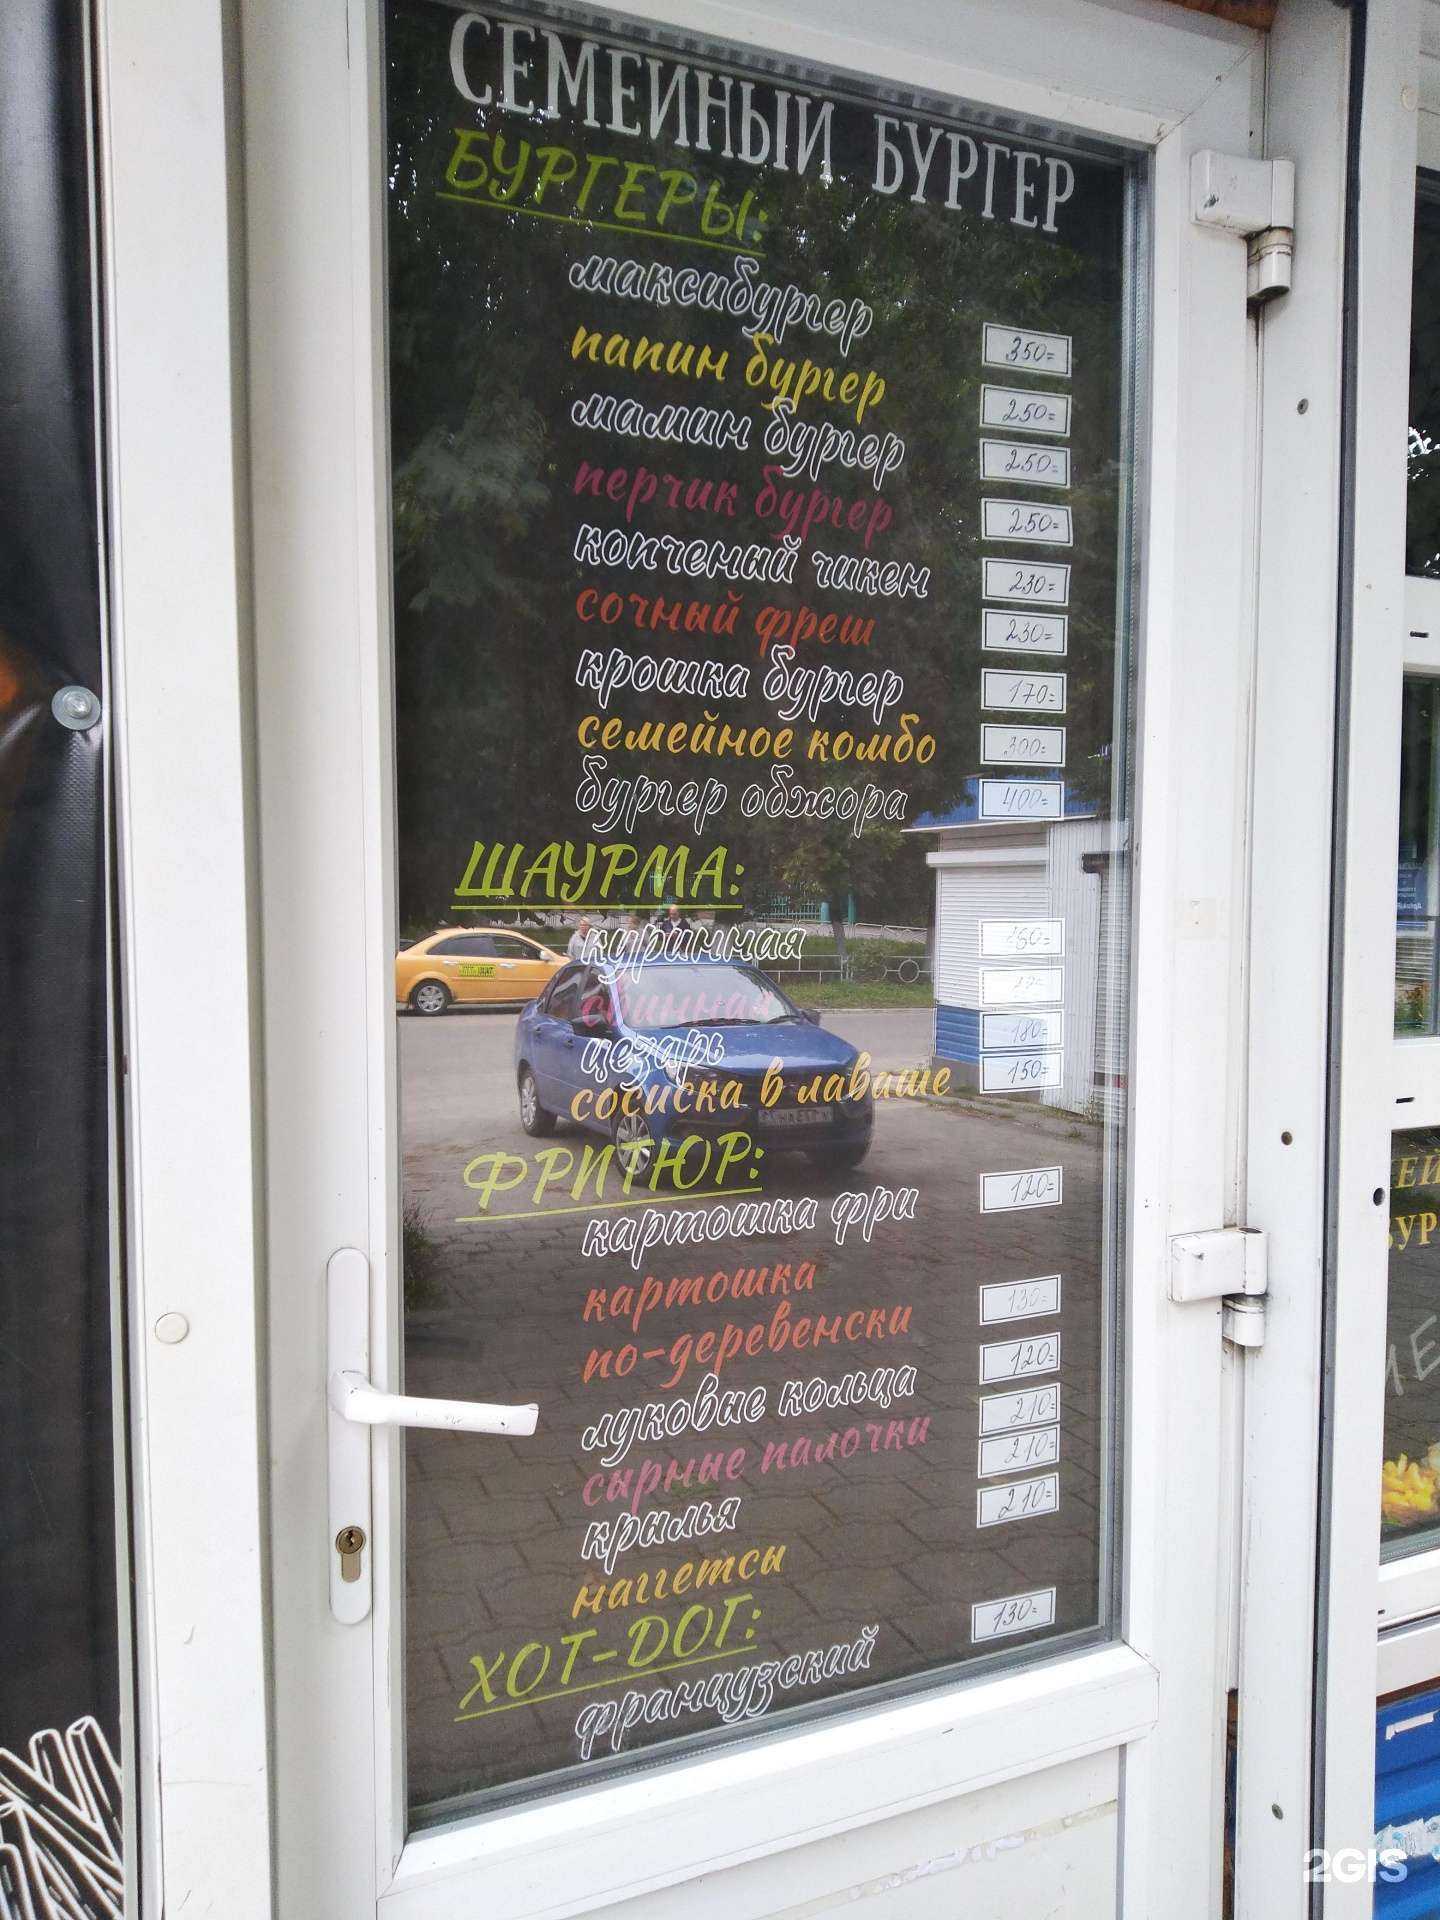 СЕМЕЙНЫЙ БУРГЕР
БУРГЕРЫ:
максибургер 350=
папин бургер 250=
мамин бургер 250=
перчик бургер 250=
копченый чикен 230=
сочный фреш 230=
крошка бургер 170=
семейное комбо 300=
бургер обжора 400=
ШАУРМА:
куринная
свинная
цезарь 180=
сосиска в лаваше 150=
ФРИТЮР:
картошка фри 120=
картошка
по-деревенски 130=
луковые кольца 120=
сырные палочки 210=
крылья 210=
наггетсы 210=
ХОТ-DОГ:
французский 130=
2GIS